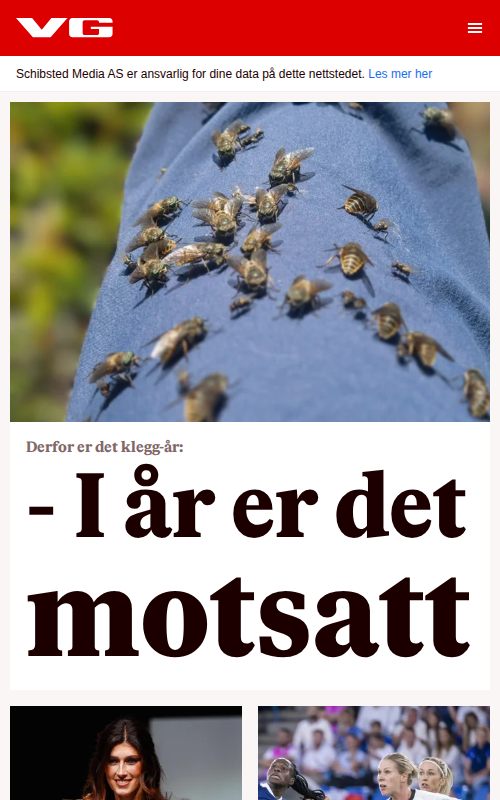 VG
Schibsted Media AS er ansvarlig for dine data på dette nettstedet. Les mer her
Derfor er det klegg-år:
- I år er det
motsatt